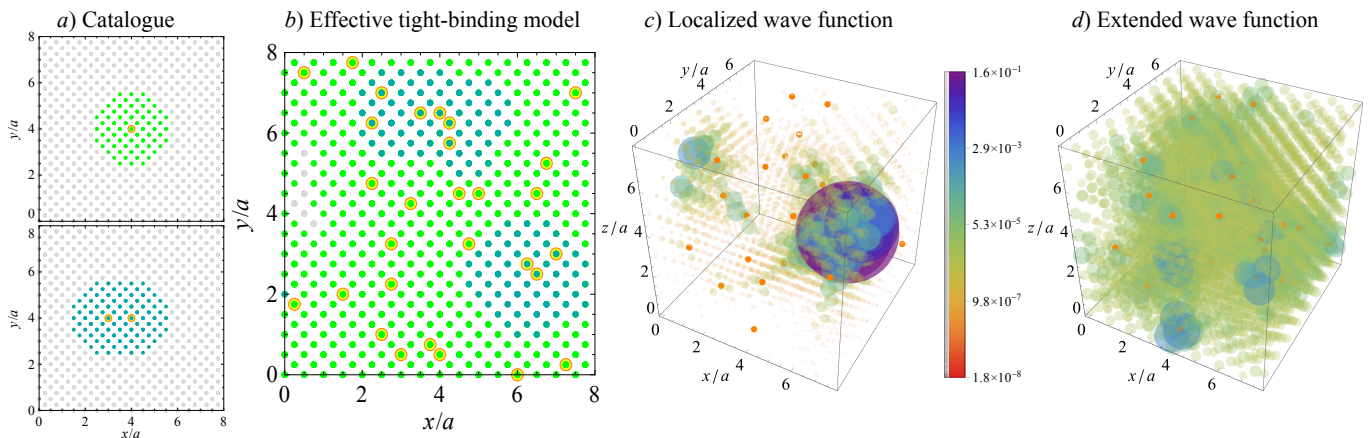 a) Catalogue
b) Effective tight-binding model
c) Localized wave function
d) Extended wave function
8
6
4
2
0
y/a
8
6
4
2
0
y/a
0 2 4 6 8
x/a
8
6
4
2
0
y/a
0 2 4 6 8
x/a
y/a
6
4
2
0
6
4
2
0
z/a
0
2
4
6
x/a
1.6×10⁻¹
2.9×10⁻³
5.3×10⁻⁵
9.8×10⁻⁷
1.8×10⁻⁸
y/a
6
4
2
0
6
4
2
0
z/a
0
2
4
6
x/a